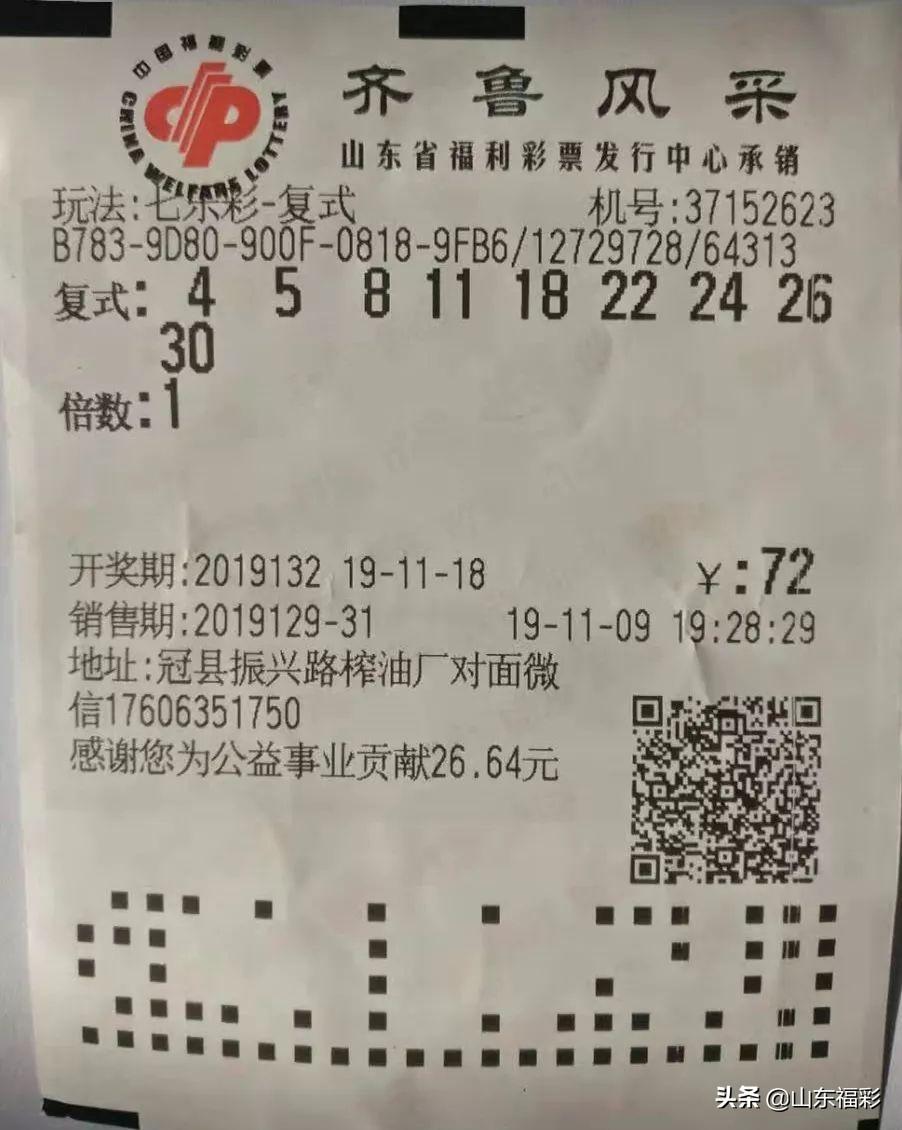 中国福利彩票
CHINA WELFARE LOTTERY
齐鲁风采
山东省福利彩票发行中心承销
玩法:七乐彩-复式 机号:37152623
B783-9D80-900F-0818-9FB6/12729728/64313
复式: 4 5 8 11 18 22 24 26
30
倍数:1
开奖期:2019132 19-11-18 ¥:72
销售期:2019129-31 19-11-09 19:28:29
地址:冠县振兴路榨油厂对面微
信17606351750
感谢您为公益事业贡献26.64元
头条 @山东福彩